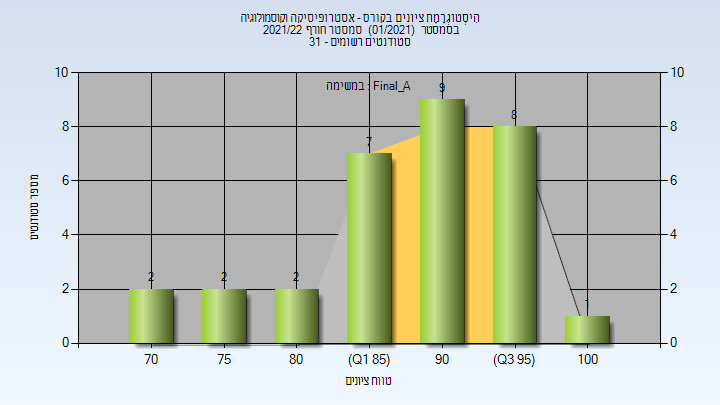 הִיסְטוֹגְרָמַת ציונים בקורס - אסטרופיסיקה וקוסמולוגיה
בסמסטר (01/2021) סמסטר חורף 2021/22
סטודנטים רשומים - 31
במשימה : Final_A
10 10
8 8
6 6
4 4
2 2
0 0
2 2 2 7 9 8 1
מספר סטודנטים
70 75 80 (Q1 85) 90 (Q3 95) 100
טווח ציונים